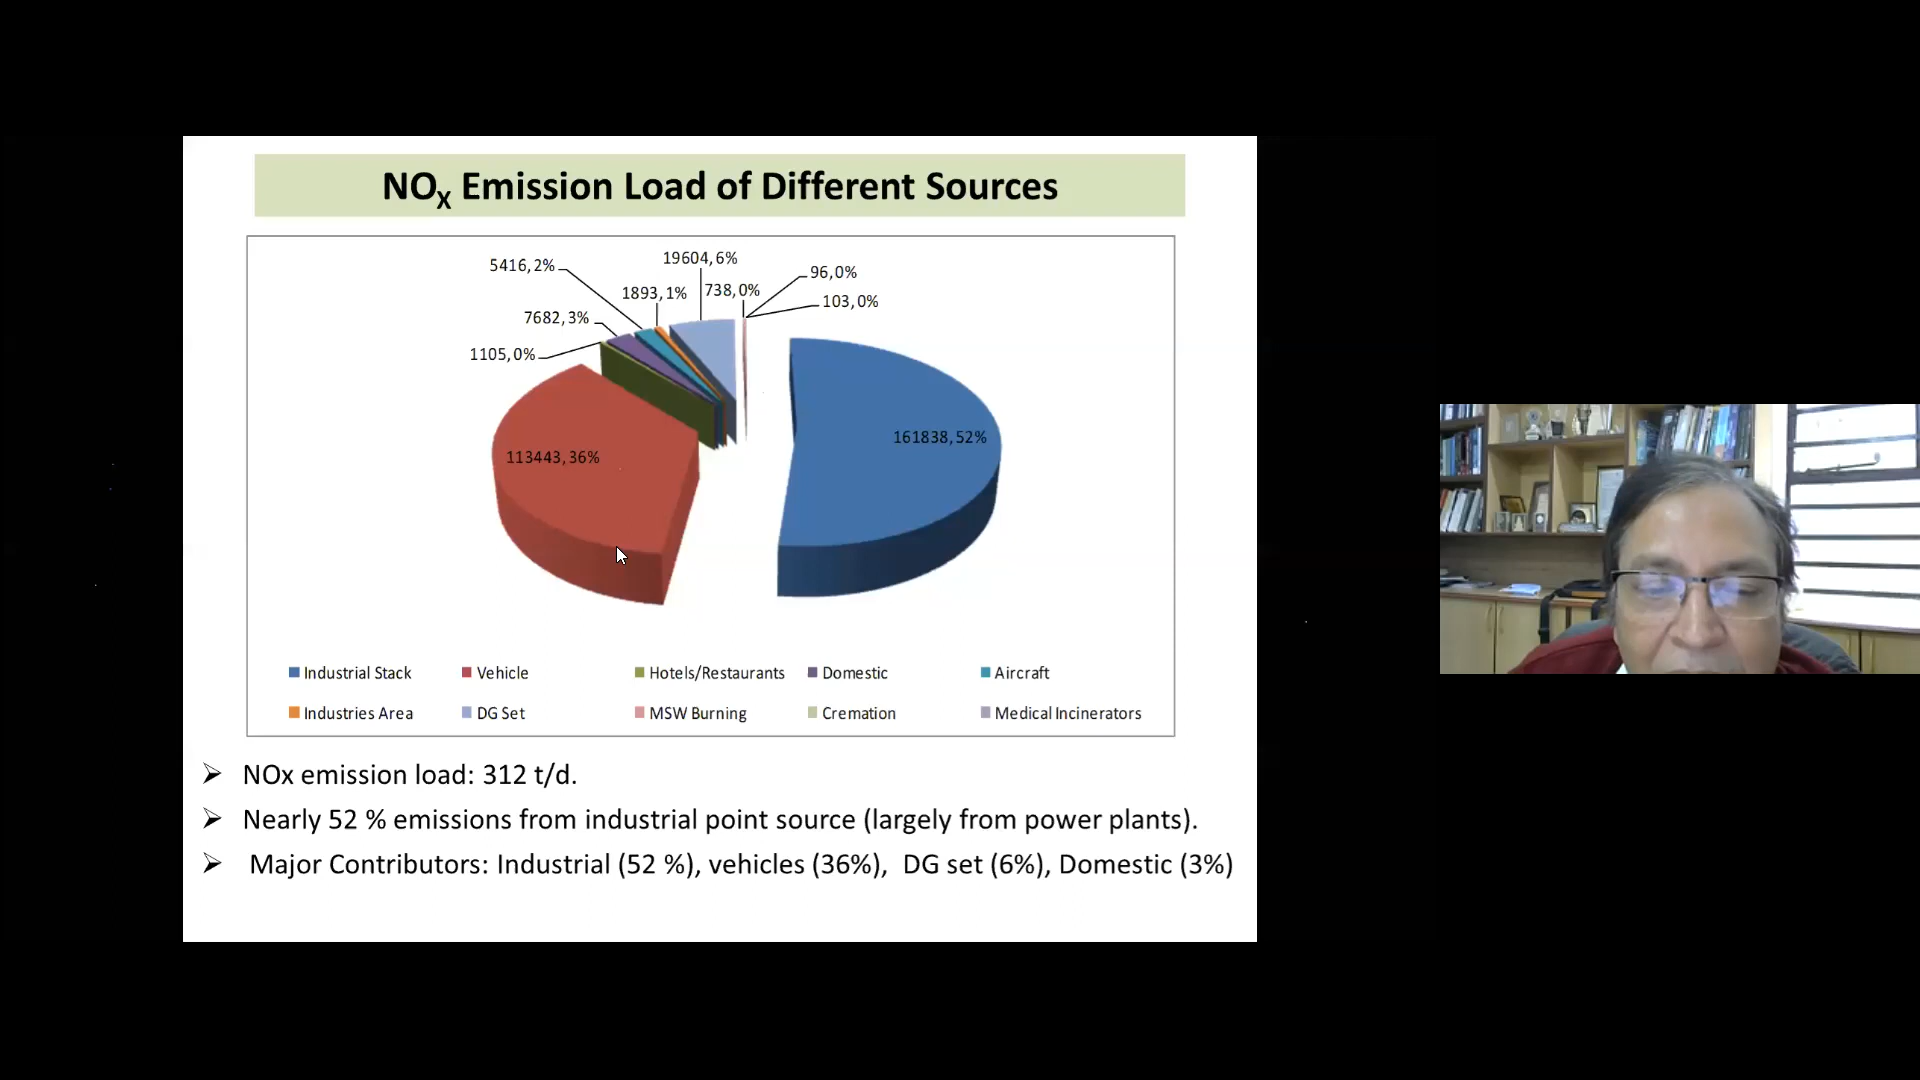 NOX Emission Load of Different Sources
19604,6%
5416,2%
96,0%
1893,1%
738,0%
103,0%
7682,3%
1105,0%
161838,52%
113443,36%
Industrial Stack Vehicle Hotels/Restaurants Domestic Aircraft
Industries Area DG Set MSW Burning Cremation Medical Incinerators
➢ NOx emission load: 312 t/d.
➢ Nearly 52 % emissions from industrial point source (largely from power plants).
➢ Major Contributors: Industrial (52 %), vehicles (36%), DG set (6%), Domestic (3%)